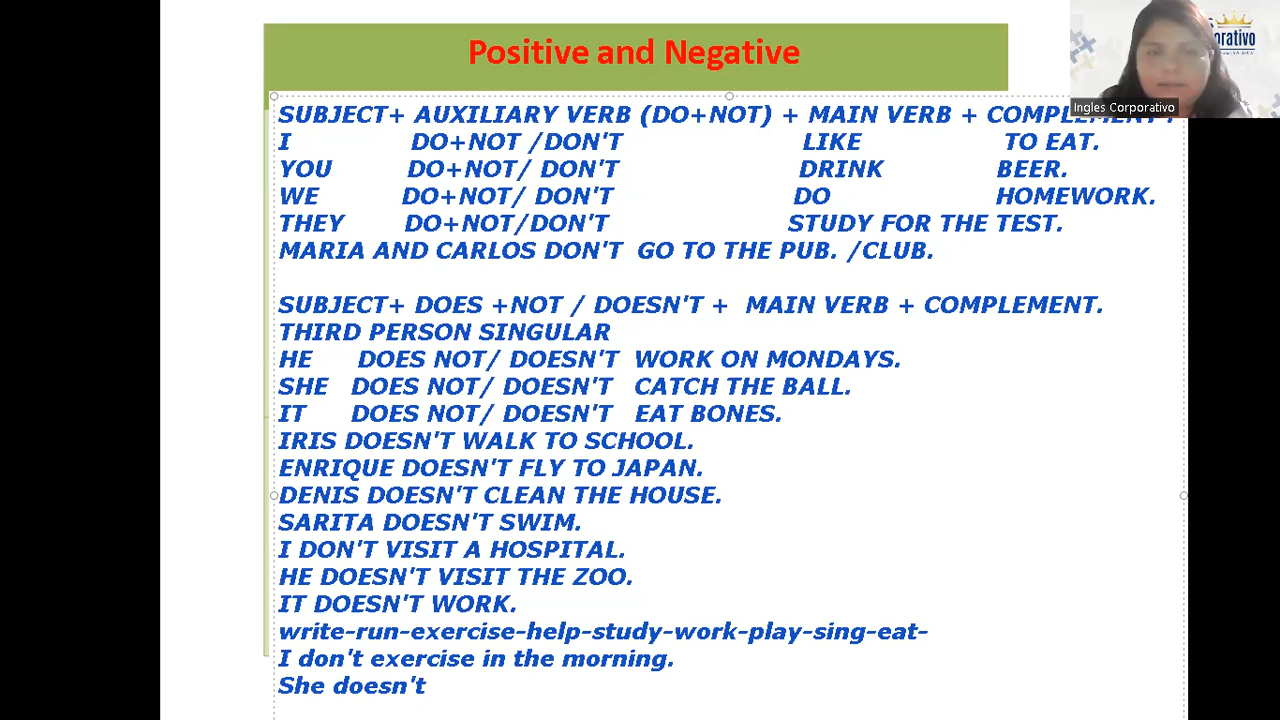 Positive and Negative
orativo
Ingles Corporativo
SUBJECT+ AUXILIARY VERB (DO+NOT) + MAIN VERB + COMPLEMENT .
I DO+NOT /DON'T LIKE TO EAT.
YOU DO+NOT/ DON'T DRINK BEER.
WE DO+NOT/ DON'T DO HOMEWORK.
THEY DO+NOT/DON'T STUDY FOR THE TEST.
MARIA AND CARLOS DON'T GO TO THE PUB. /CLUB.
SUBJECT+ DOES +NOT / DOESN'T + MAIN VERB + COMPLEMENT.
THIRD PERSON SINGULAR
HE DOES NOT/ DOESN'T WORK ON MONDAYS.
SHE DOES NOT/ DOESN'T CATCH THE BALL.
IT DOES NOT/ DOESN'T EAT BONES.
IRIS DOESN'T WALK TO SCHOOL.
ENRIQUE DOESN'T FLY TO JAPAN.
DENIS DOESN'T CLEAN THE HOUSE.
SARITA DOESN'T SWIM.
I DON'T VISIT A HOSPITAL.
HE DOESN'T VISIT THE ZOO.
IT DOESN'T WORK.
write-run-exercise-help-study-work-play-sing-eat-
I don't exercise in the morning.
She doesn't